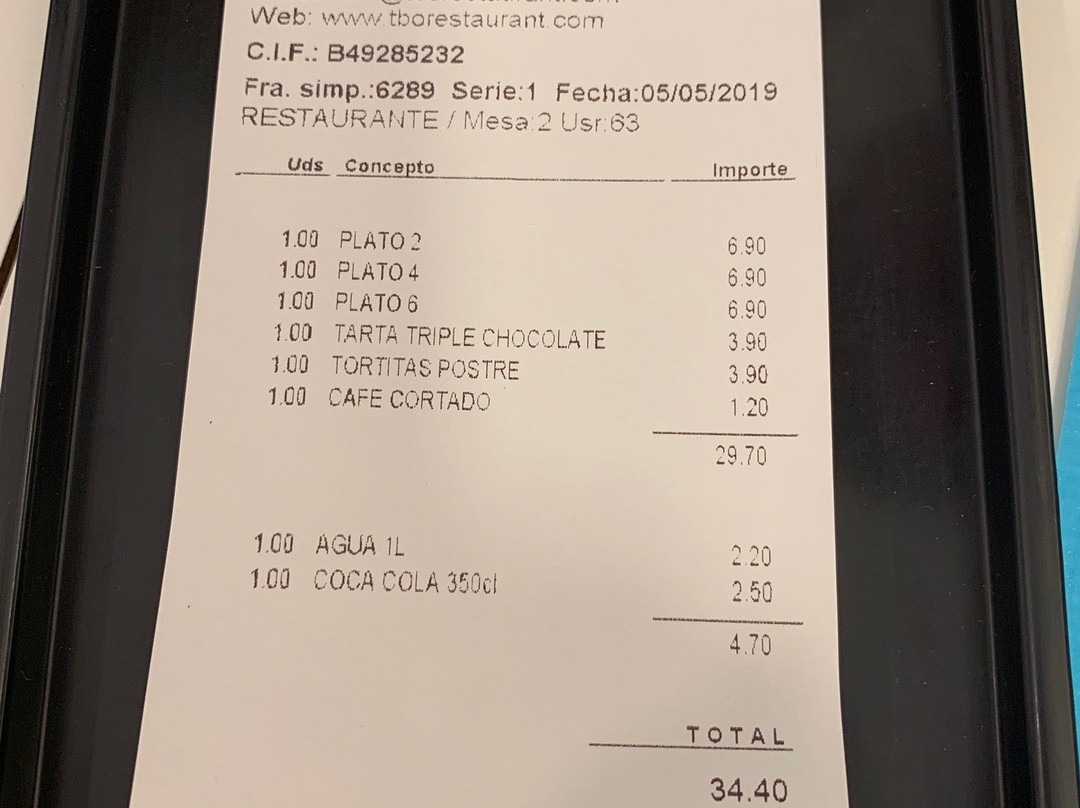 Web: www.tborestaurant.com
C.I.F.: B49285232
Fra. simp.:6289 Serie:1 Fecha:05/05/2019
RESTAURANTE / Mesa:2 Usr:63
Uds Concepto Importe
1.00 PLATO 2 6.90
1.00 PLATO 4 6.90
1.00 PLATO 6 6.90
1.00 TARTA TRIPLE CHOCOLATE 3.90
1.00 TORTITAS POSTRE 3.90
1.00 CAFE CORTADO 1.20
29.70
1.00 AGUA 1L 2.20
1.00 COCA COLA 350cl 2.50
4.70
TOTAL
34.40